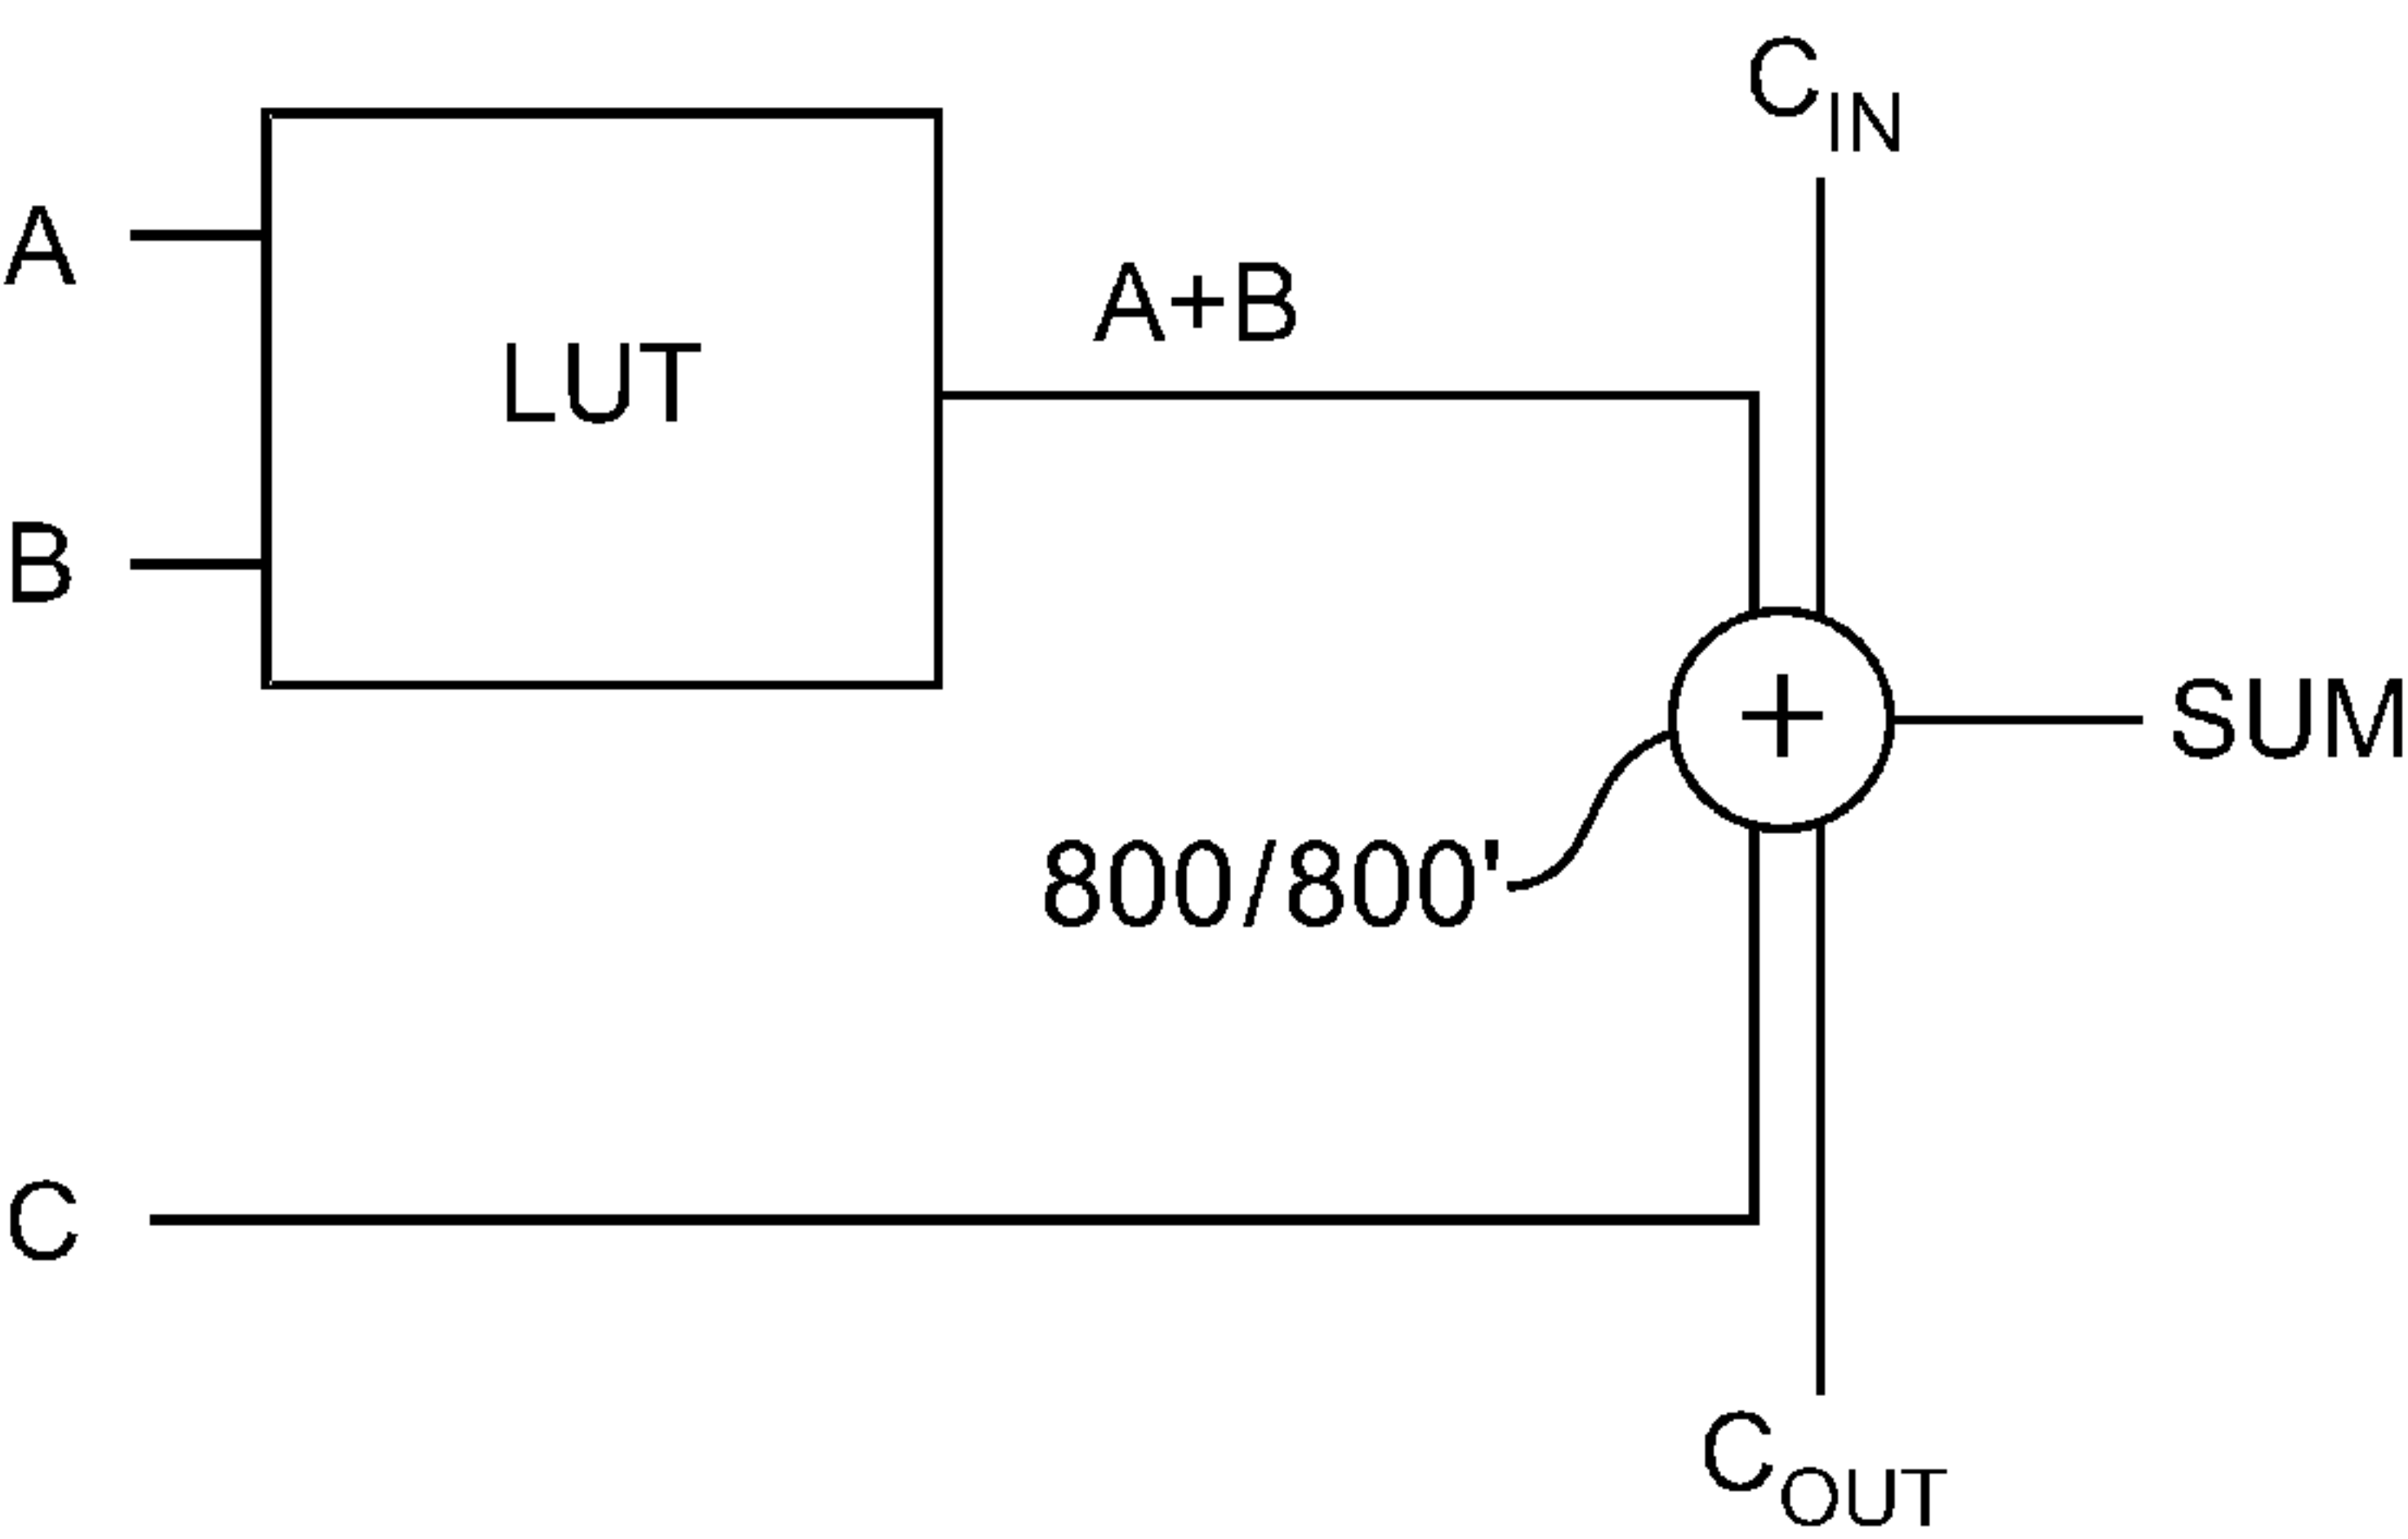 C_IN
A
A+B
LUT
B
+
SUM
800/800'
C
C_OUT